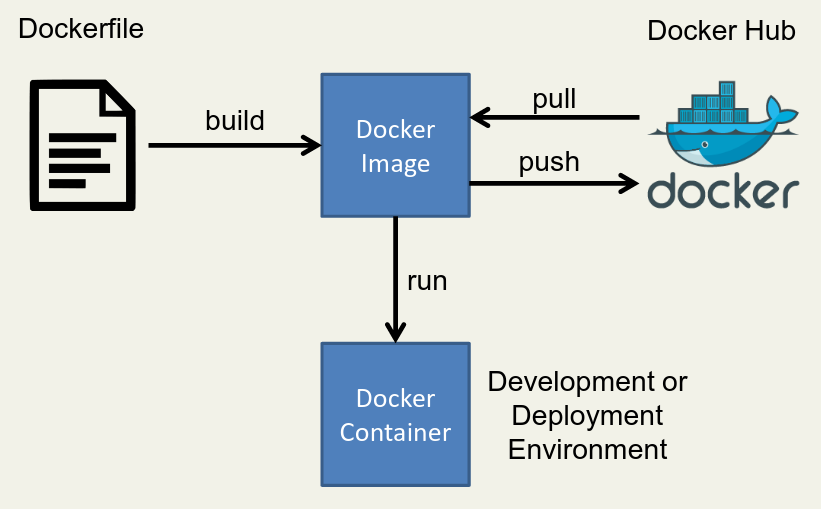 Dockerfile
Docker Hub
build
Docker
Image
pull
push
docker
run
Docker
Container
Development or
Deployment
Environment